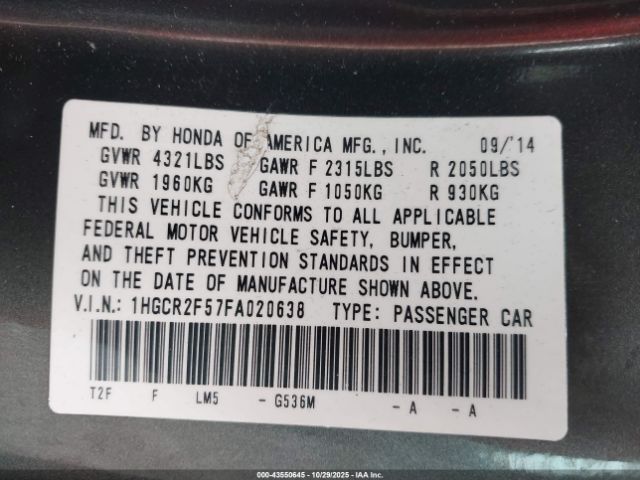 MFD. BY HONDA OF AMERICA MFG., INC. 09/'14
GVWR 4321LBS GAWR F 2315LBS R 2050LBS
GVWR 1960KG GAWR F 1050KG R 930KG
THIS VEHICLE CONFORMS TO ALL APPLICABLE
FEDERAL MOTOR VEHICLE SAFETY, BUMPER,
AND THEFT PREVENTION STANDARDS IN EFFECT
ON THE DATE OF MANUFACTURE SHOWN ABOVE.
V.I.N.: 1HGCR2F57FA020638 TYPE: PASSENGER CAR
T2F F LM5 - G536M - A - A
000-43550645 | 10/29/2025 | IAA Inc.